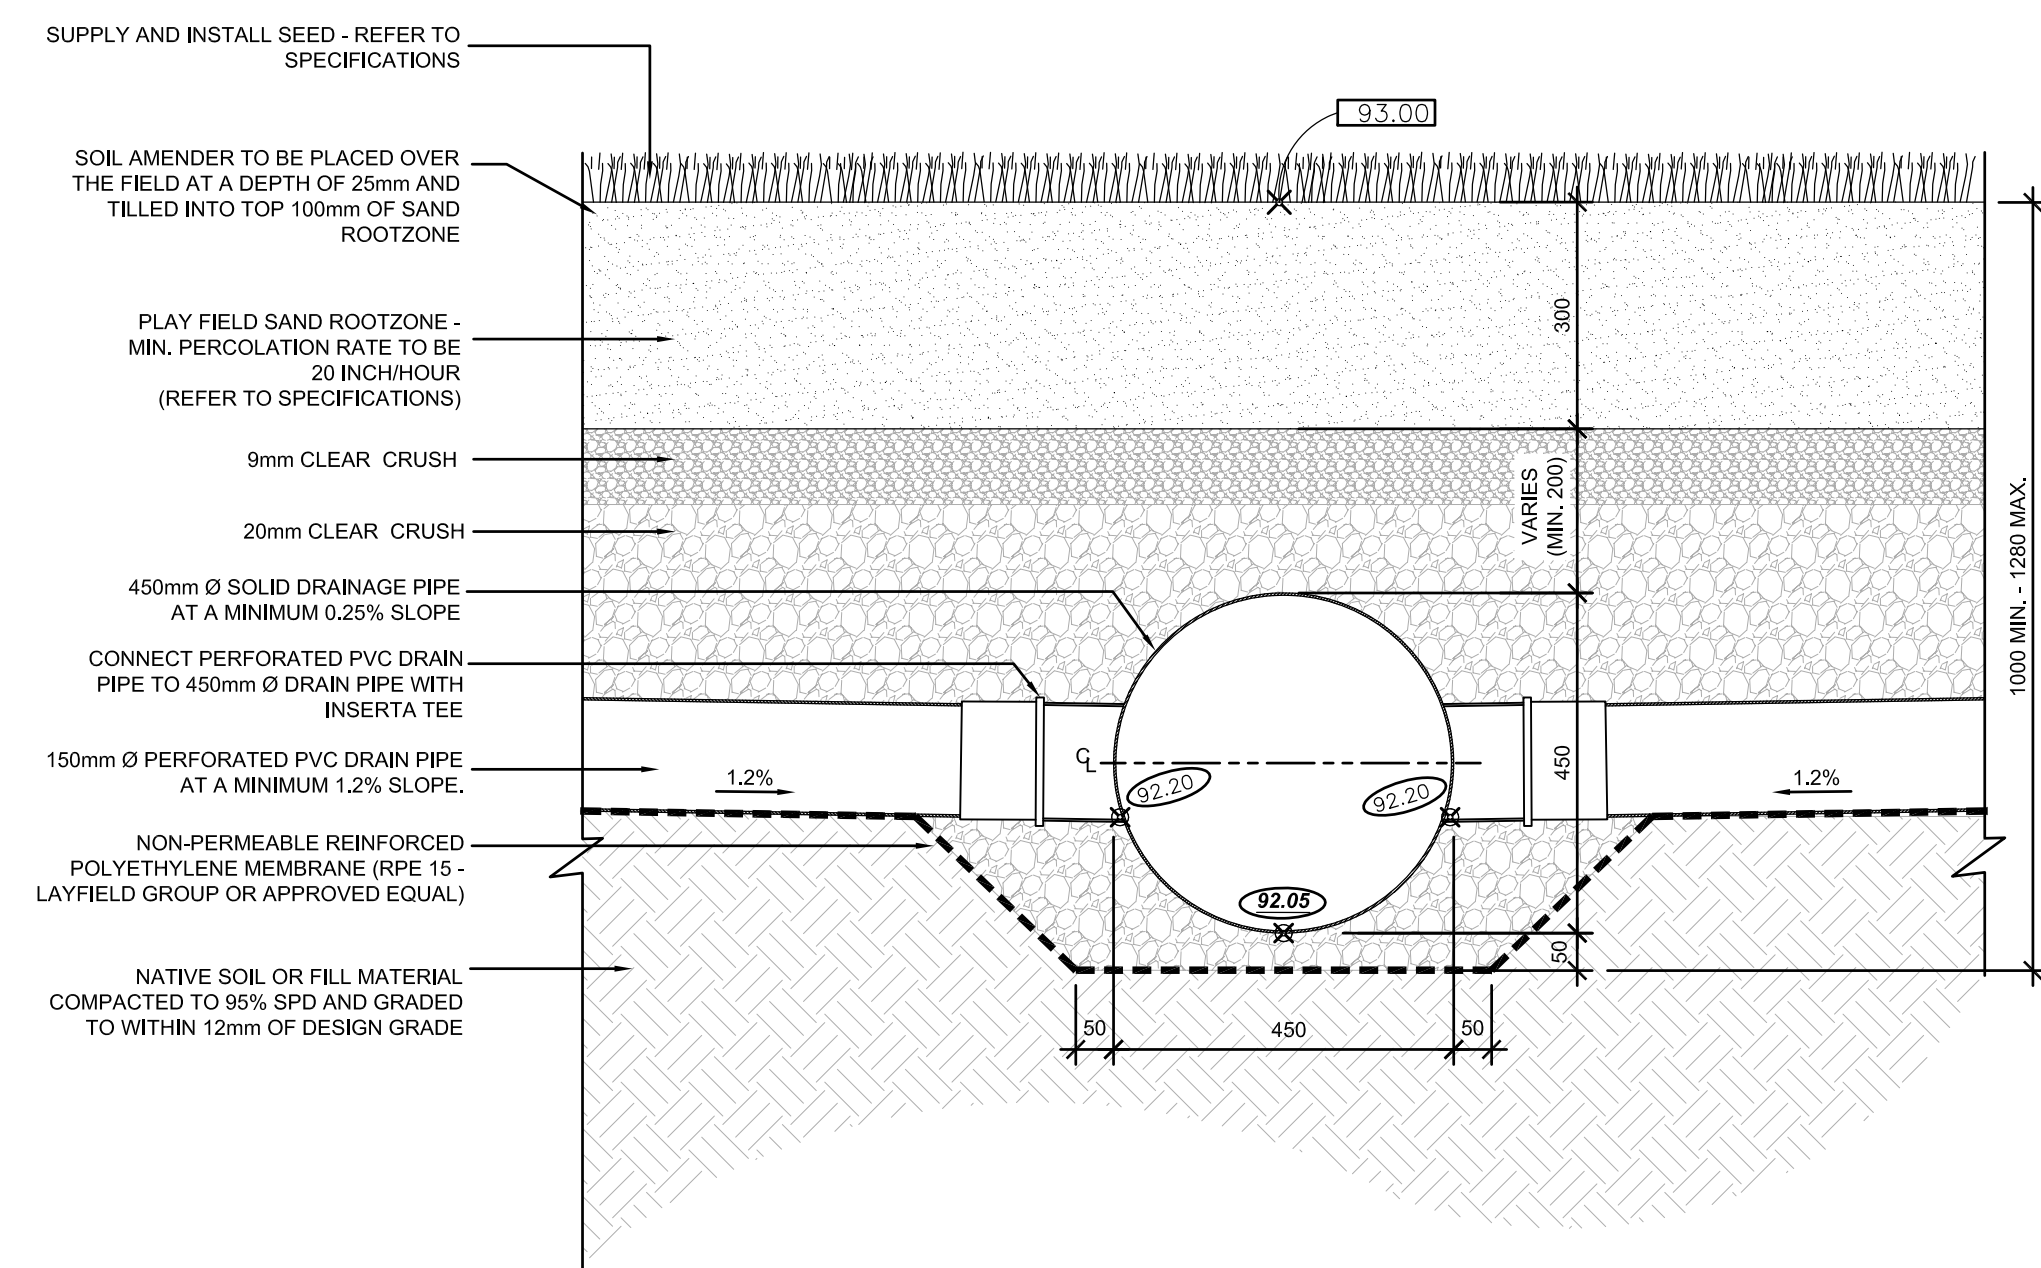 SUPPLY AND INSTALL SEED - REFER TO
SPECIFICATIONS
93.00
SOIL AMENDER TO BE PLACED OVER
THE FIELD AT A DEPTH OF 25mm AND
TILLED INTO TOP 100mm OF SAND
ROOTZONE
PLAY FIELD SAND ROOTZONE -
MIN. PERCOLATION RATE TO BE
20 INCH/HOUR
(REFER TO SPECIFICATIONS)
300
9mm CLEAR CRUSH
VARIES
(MIN. 200)
20mm CLEAR CRUSH
1000 MIN. - 1280 MAX.
450mm Ø SOLID DRAINAGE PIPE
AT A MINIMUM 0.25% SLOPE
CONNECT PERFORATED PVC DRAIN
PIPE TO 450mm Ø DRAIN PIPE WITH
INSERTA TEE
150mm Ø PERFORATED PVC DRAIN PIPE
AT A MINIMUM 1.2% SLOPE.
1.2%
CL
92.20
92.20
450
1.2%
NON-PERMEABLE REINFORCED
POLYETHYLENE MEMBRANE (RPE 15 -
LAYFIELD GROUP OR APPROVED EQUAL)
92.05
50
NATIVE SOIL OR FILL MATERIAL
COMPACTED TO 95% SPD AND GRADED
TO WITHIN 12mm OF DESIGN GRADE
50
450
50